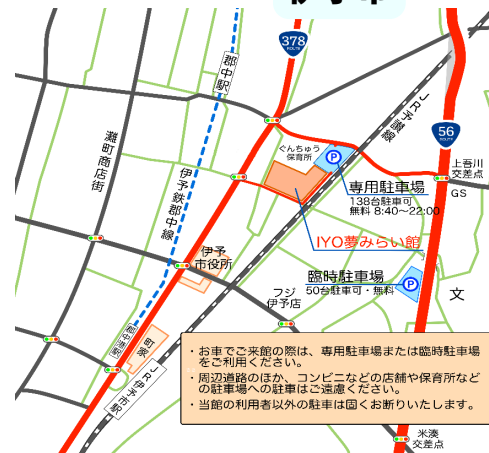 378
ROUTE
郡中駅
JR予讃線
56
ROUTE
灘町商店街
ぐんちゅう
保育所
P
上吾川
交差点
GS
専用駐車場
138台駐車可
無料 8:40〜22:00
伊予鉄郡中線
IYO夢みらい館
伊予
市役所
臨時駐車場
50台駐車可・無料
P
文
フジ
伊予店
郡中港駅
町家
JR伊予市駅
・お車でご来館の際は、専用駐車場または臨時駐車場
をご利用ください。
・周辺道路のほか、コンビニなどの店舗や保育所など
の駐車場への駐車はご遠慮ください。
・当館の利用者以外の駐車は固くお断りいたします。
米湊
交差点